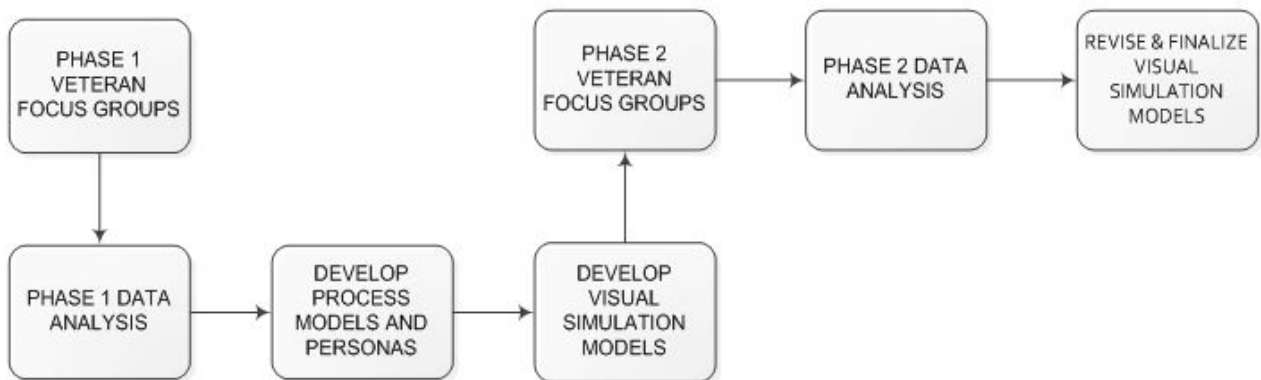 PHASE 1
VETERAN
FOCUS GROUPS
PHASE 1 DATA
ANALYSIS
DEVELOP
PROCESS
MODELS AND
PERSONAS
DEVELOP
VISUAL
SIMULATION
MODELS
PHASE 2
VETERAN
FOCUS GROUPS
PHASE 2 DATA
ANALYSIS
REVISE & FINALIZE
VISUAL
SIMULATION
MODELS